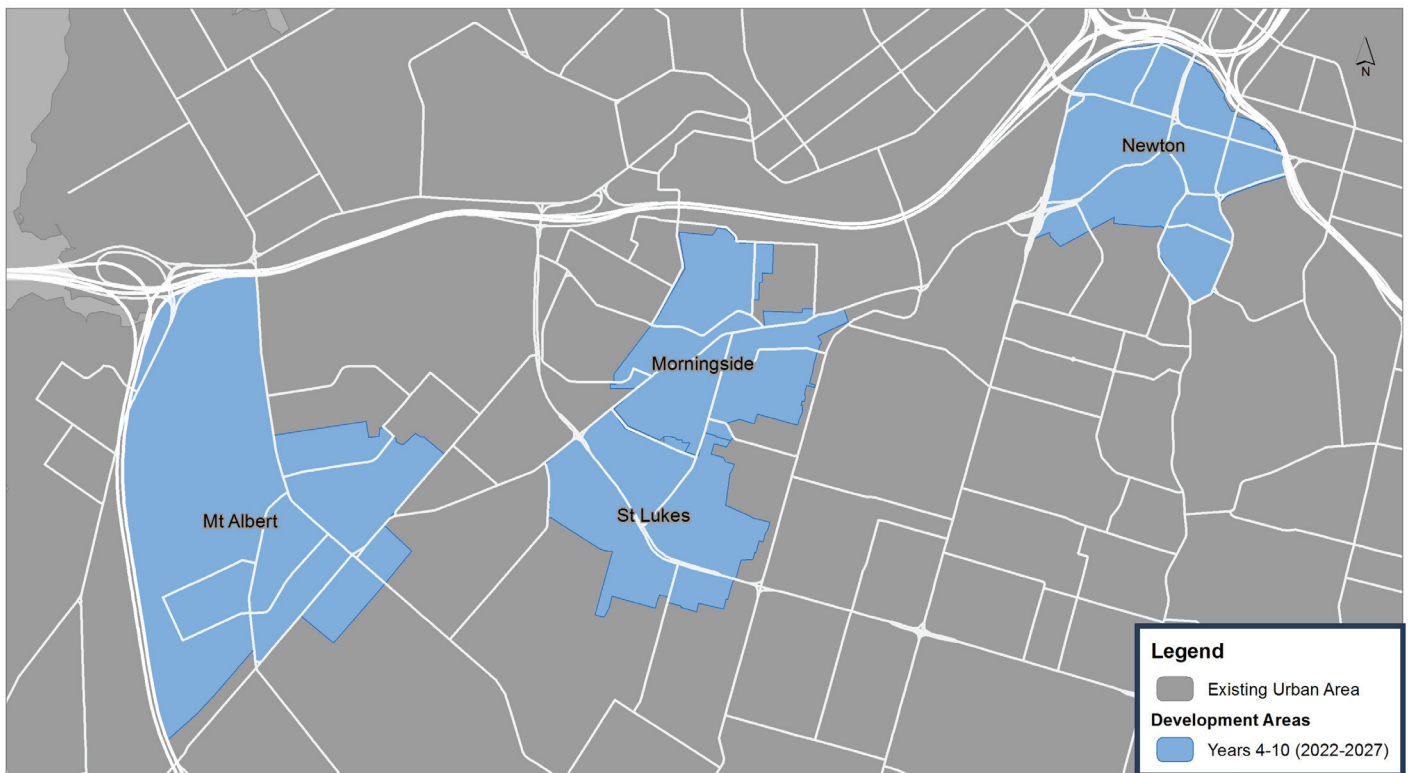 N
Newton
Morningside
St Lukes
Mt Albert
Legend
Existing Urban Area
Development Areas
Years 4-10 (2022-2027)